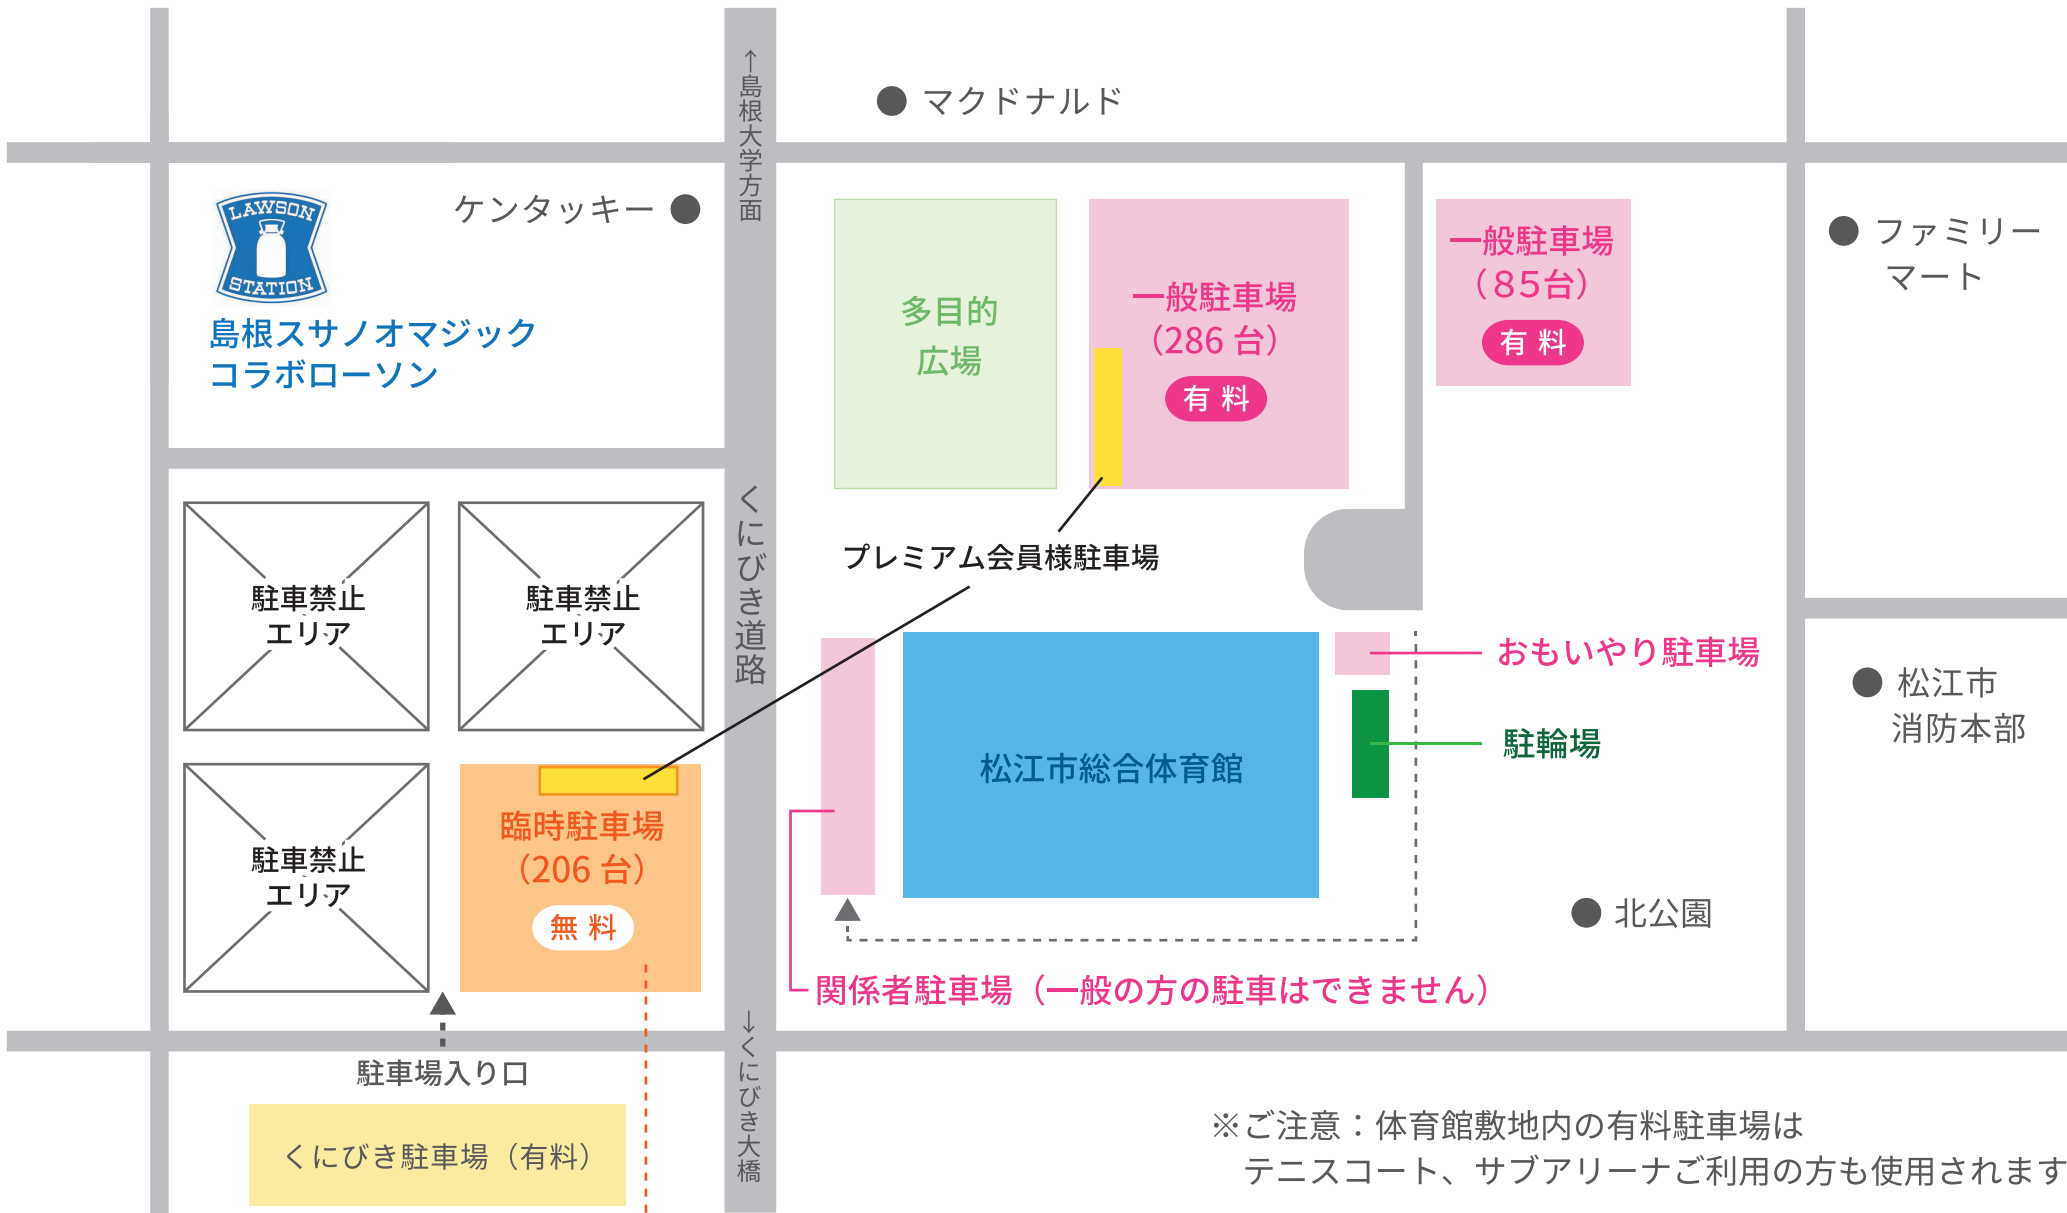 ↑島根大学方面
マクドナルド
LAWSON
STATION
ケンタッキー
島根スサノオマジック
コラボローソン
多目的
広場
一般駐車場
（286 台）
有 料
一般駐車場
（８５台）
有 料
ファミリー
マート
くにびき道路
プレミアム会員様駐車場
駐車禁止
エリア
駐車禁止
エリア
おもいやり駐車場
松江市
消防本部
駐輪場
松江市総合体育館
臨時駐車場
（206 台）
無 料
駐車禁止
エリア
北公園
関係者駐車場（一般の方の駐車はできません）
↓くにびき大橋
駐車場入り口
くにびき駐車場（有料）
※ご注意：体育館敷地内の有料駐車場は
テニスコート、サブアリーナご利用の方も使用されます